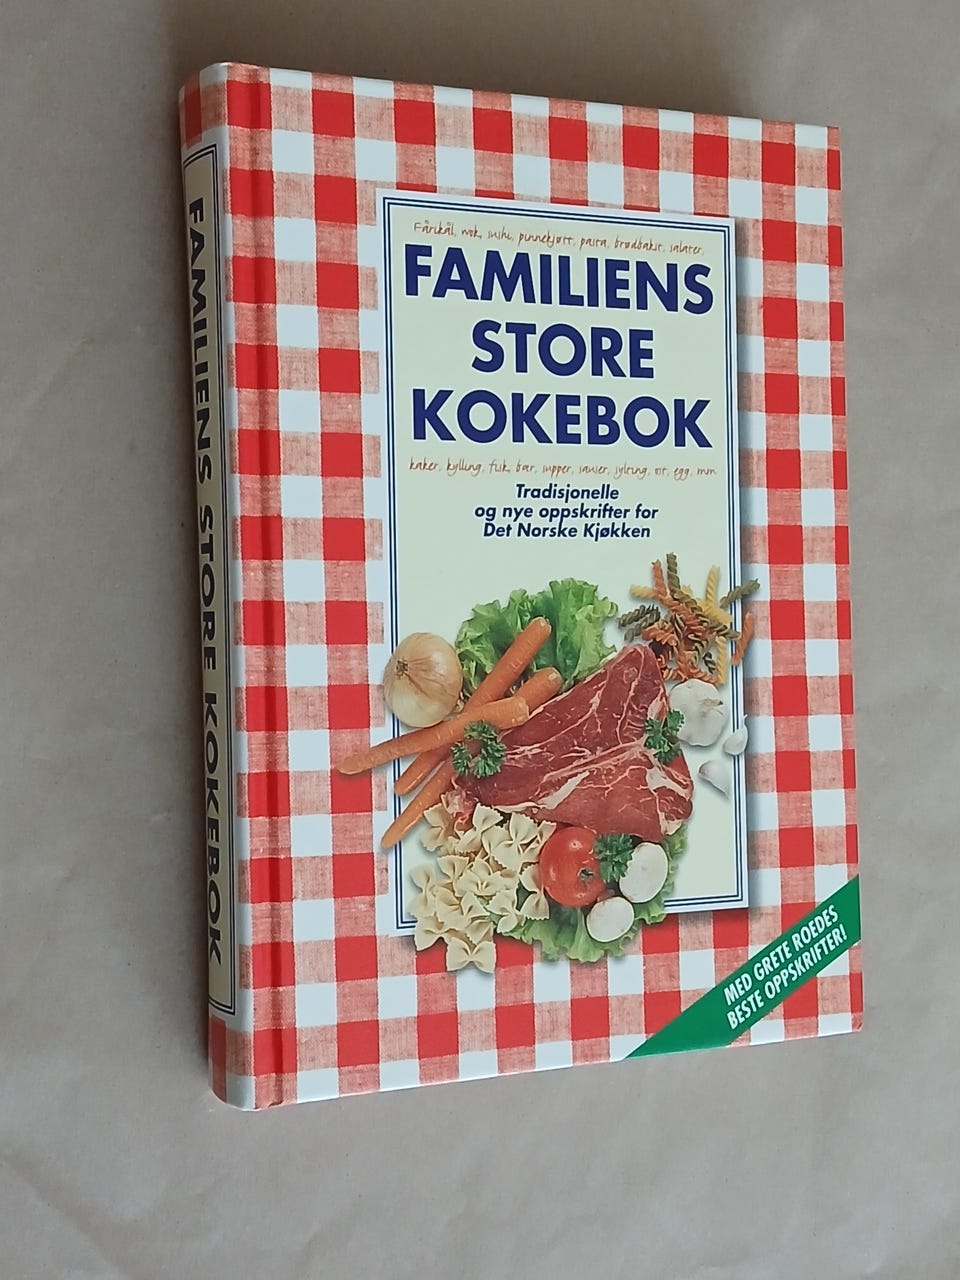 FAMILIENS STORE KOKEBOK
Fårikål, wok, sushi, pinnekjøtt, pasta, brødbakst, salater,
FAMILIENS
STORE
KOKEBOK
kaker, kylling, fisk, bær, supper, sauser, sylting, ost, egg, mm.
Tradisjonelle
og nye oppskrifter for
Det Norske Kjøkken
MED GRETE ROEDES
BESTE OPPSKRIFTER!